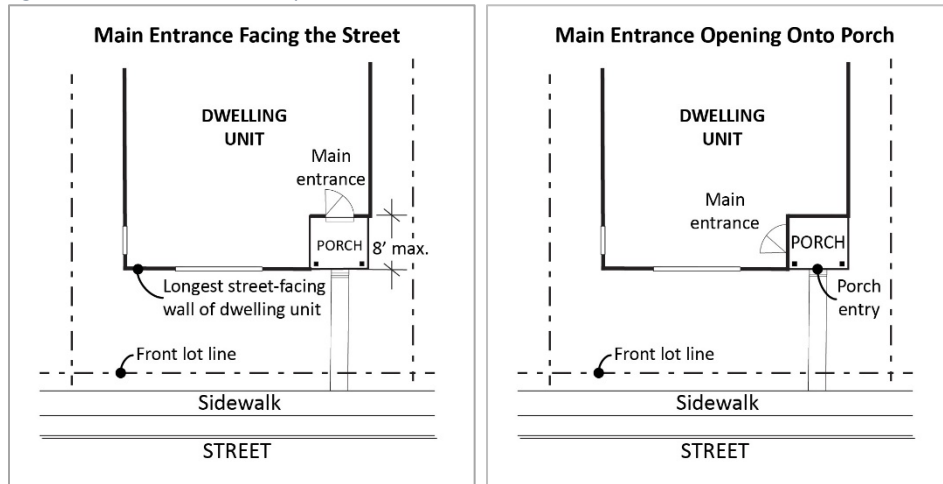 Main Entrance Facing the Street
DWELLING
UNIT
Main
entrance
PORCH
8' max.
Longest street-facing
wall of dwelling unit
Front lot line
Sidewalk
STREET
Main Entrance Opening Onto Porch
DWELLING
UNIT
Main
entrance
PORCH
Porch
entry
Front lot line
Sidewalk
STREET